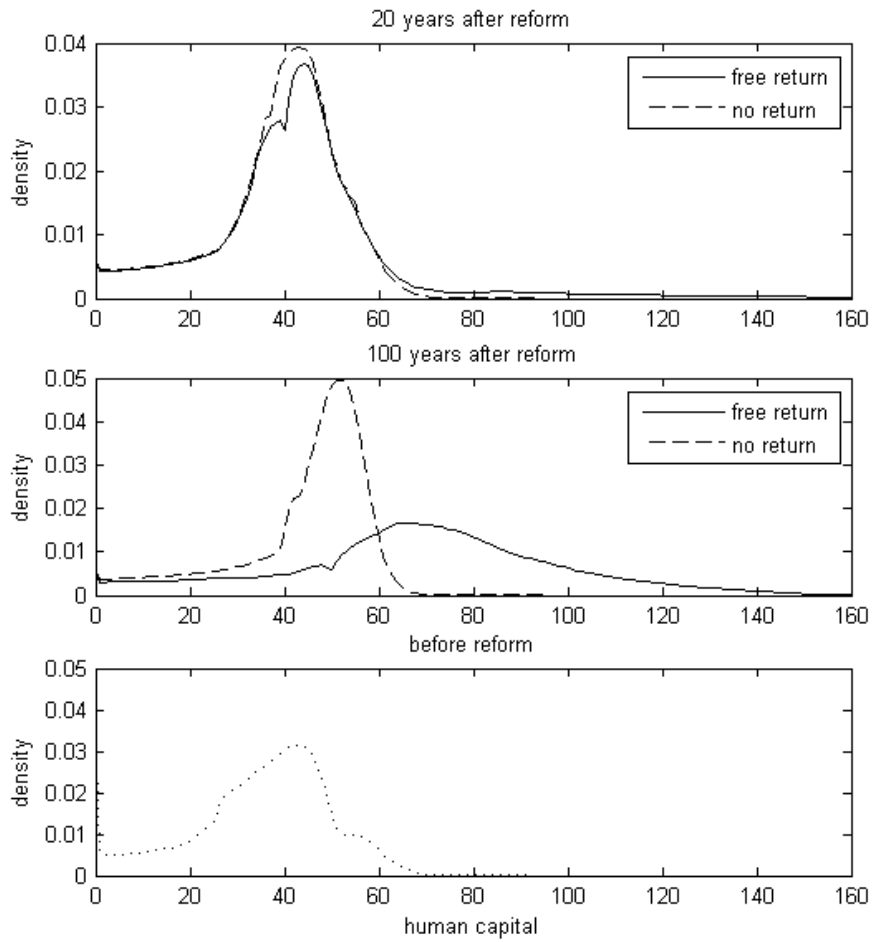 20 years after reform
0.04
0.03
0.02
0.01
0
density
free return
no return
0 20 40 60 80 100 120 140 160
100 years after reform
0.05
0.04
0.03
0.02
0.01
0
density
free return
no return
0 20 40 60 80 100 120 140 160
before reform
0.05
0.04
0.03
0.02
0.01
0
density
0 20 40 60 80 100 120 140 160
human capital